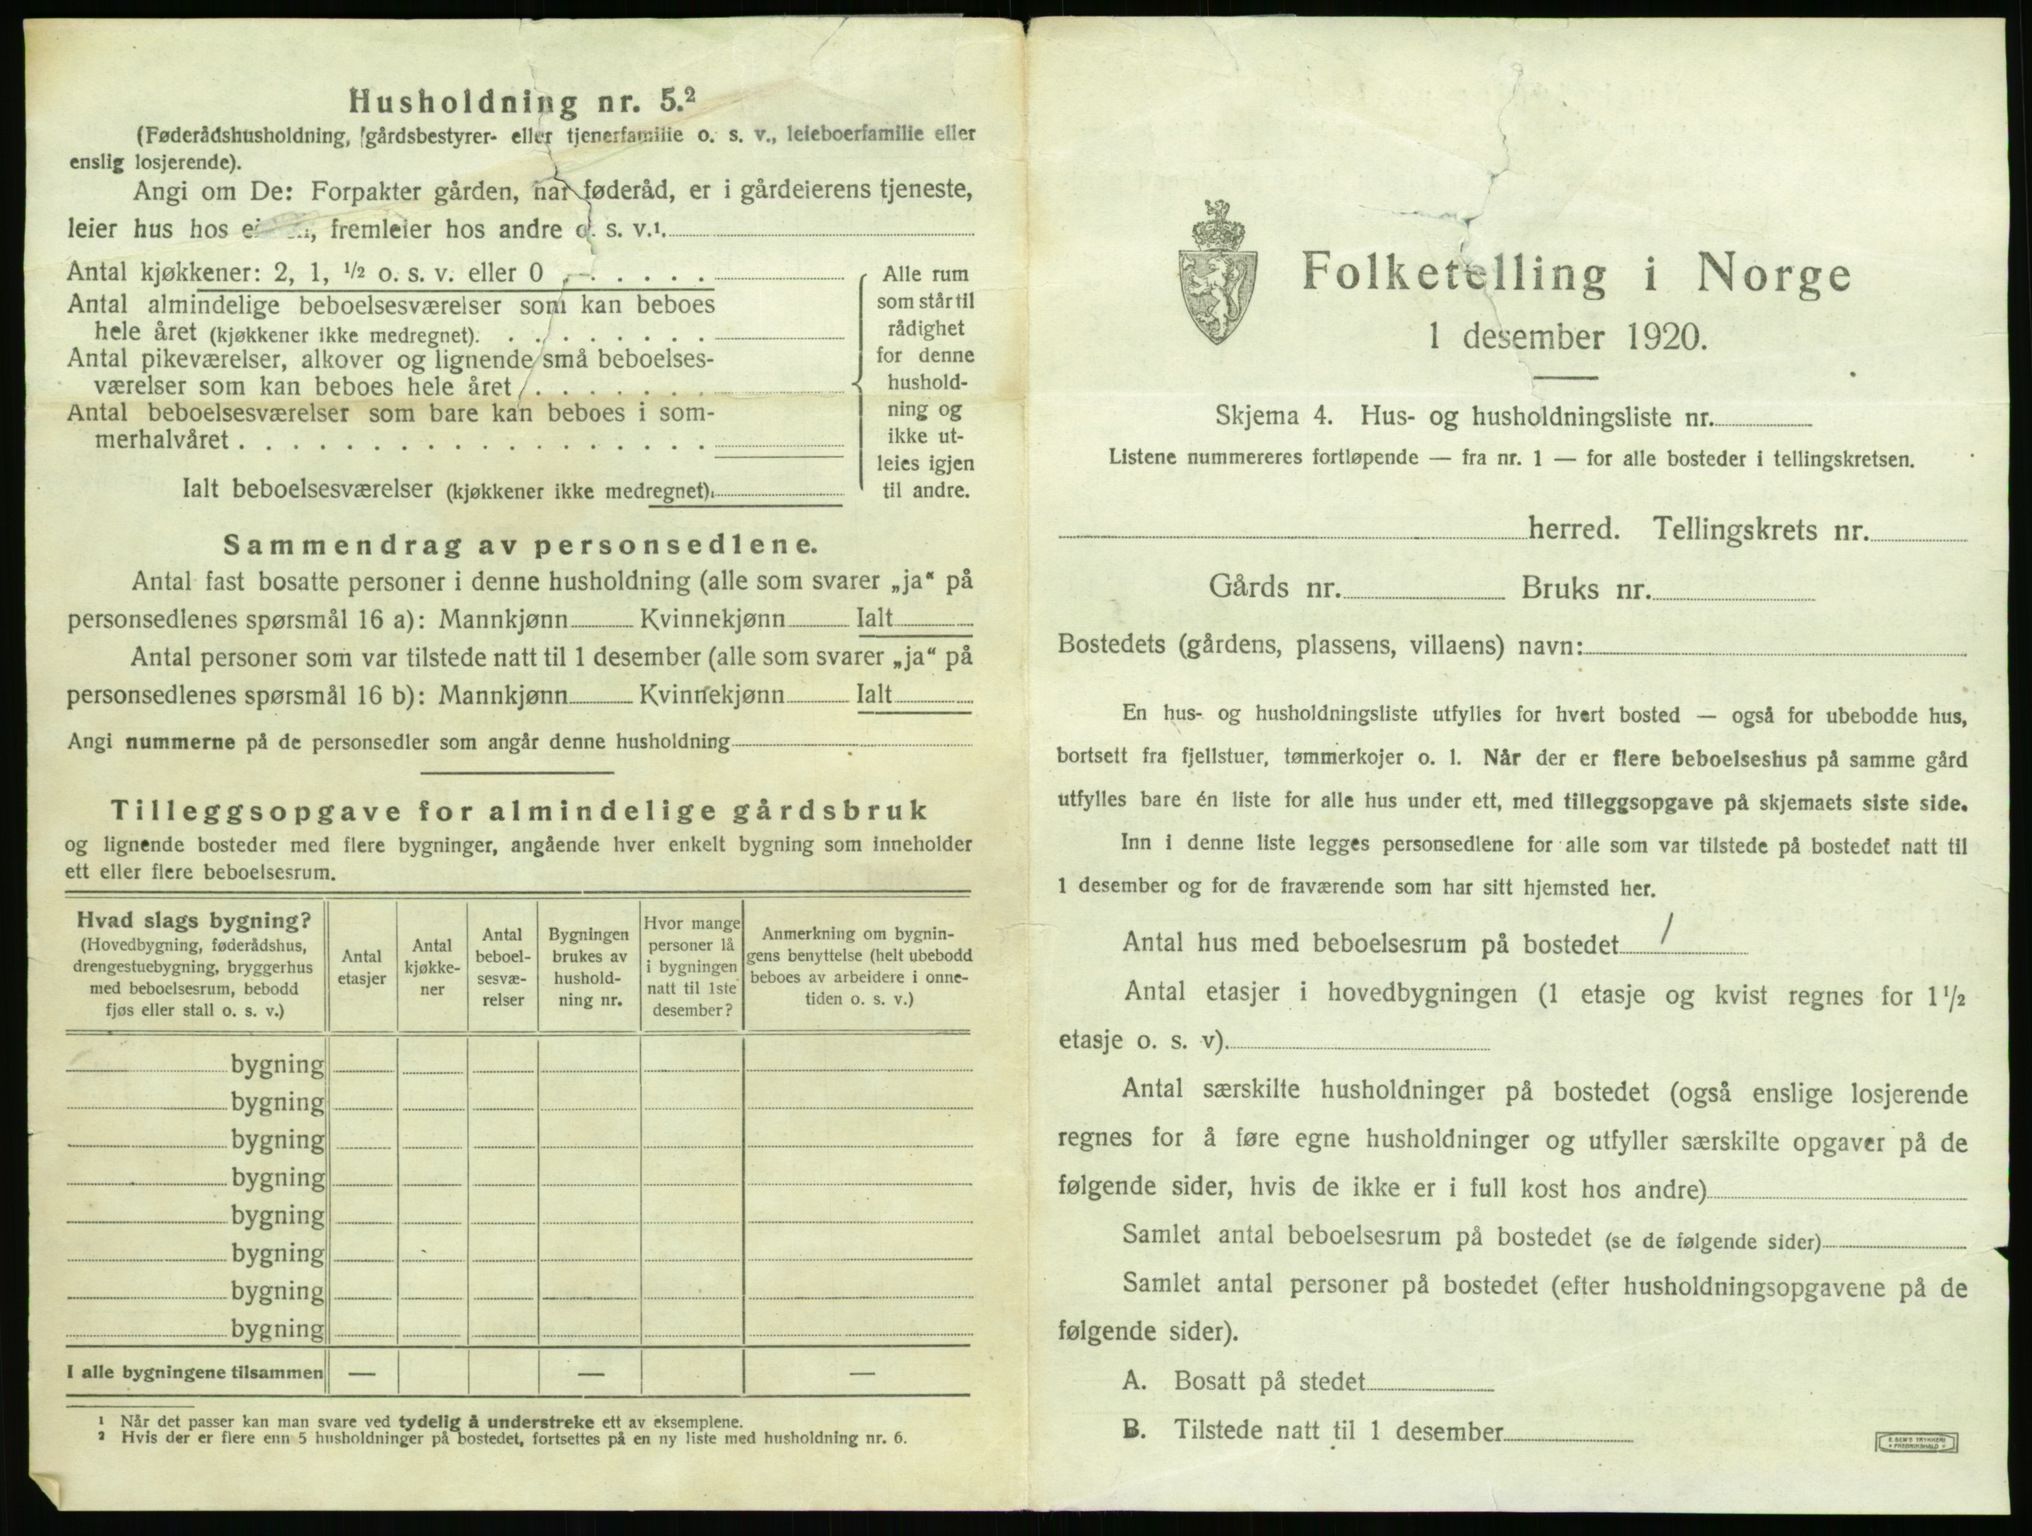 Husholdning nr. 5.²
(Føderådshusholdning, gårdsbestyrer- eller tjenerfamilie o. s. v., leieboerfamilie eller
enslig losjerende).
Angi om De: Forpakter gården, har føderåd, er i gårdeierens tjeneste,
leier hus hos fremleier hos andre o. s. v.¹
Antal kjøkkener: 2, 1, ½ o. s. v. eller 0
Antal almindelige beboelsesværelser som kan beboes
hele året (kjøkkener ikke medregnet)
Antal pikeværelser, alkover og lignende små beboelses-
værelser som kan beboes hele året
Antal beboelsesværelser som bare kan beboes i som-
merhalvåret
Ialt beboelsesværelser (kjøkkener ikke medregnet)
Alle rum
som står til
rådighet
for denne
hushold-
ning og
ikke ut-
leies igjen
til andre.
Sammendrag av personsedlene.
Antal fast bosatte personer i denne husholdning (alle som svarer „ja“ på
personsedlenes spørsmål 16 a): Mannkjønn Kvinnekjønn Ialt
Antal personer som var tilstede natt til 1 desember (alle som svarer „ja“ på
personsedlenes spørsmål 16 b): Mannkjønn Kvinnekjønn Ialt
Angi nummerne på de personsedler som angår denne husholdning
Tilleggsopgave for almindelige gårdsbruk
og lignende bosteder med flere bygninger, angående hver enkelt bygning som inneholder
ett eller flere beboelsesrum.
Hvad slags bygning?
(Hovedbygning, føderådshus,
drengestuebygning, bryggerhus
med beboelsesrum, bebodd
fjøs eller stall o. s. v.)
Antal
etasjer
Antal
kjøkke-
ner
Antal
beboel-
sesvæ-
relser
Bygningen
brukes av
hushold-
ning nr.
Hvor mange
personer lå
i bygningen
natt til 1ste
desember?
Anmerkning om bygnin-
gens benyttelse (helt ubebodd
beboes av arbeidere i onne-
tiden o. s. v.)
bygning
bygning
bygning
bygning
bygning
bygning
bygning
bygning
I alle bygningene tilsammen — — —
¹ Når det passer kan man svare ved tydelig å understreke ett av eksemplene.
² Hvis der er flere enn 5 husholdninger på bostedet, fortsettes på en ny liste med husholdning nr. 6.
Folketelling i Norge
1 desember 1920.
Skjema 4. Hus- og husholdningsliste nr.
Listene nummereres fortløpende — fra nr. 1 — for alle bosteder i tellingskretsen.
herred. Tellingskrets nr.
Gårds nr. Bruks nr.
Bostedets (gårdens, plassens, villaens) navn:
En hus- og husholdningsliste utfylles for hvert bosted — også for ubebodde hus,
bortsett fra fjellstuer, tømmerkojer o. l. Når der er flere beboelseshus på samme gård
utfylles bare én liste for alle hus under ett, med tilleggsopgave på skjemaets siste side.
Inn i denne liste legges personsedlene for alle som var tilstede på bostedet natt til
1 desember og for de fraværende som har sitt hjemsted her.
Antal hus med beboelsesrum på bostedet 1
Antal etasjer i hovedbygningen (1 etasje og kvist regnes for 1 ½
etasje o. s. v).
Antal særskilte husholdninger på bostedet (også enslige losjerende
regnes for å føre egne husholdninger og utfyller særskilte opgaver på de
følgende sider, hvis de ikke er i full kost hos andre)
Samlet antal beboelsesrum på bostedet (se de følgende sider)
Samlet antal personer på bostedet (efter husholdningsopgavene på de
følgende sider).
A. Bosatt på stedet
B. Tilstede natt til 1 desember
FREDRIKSHALD